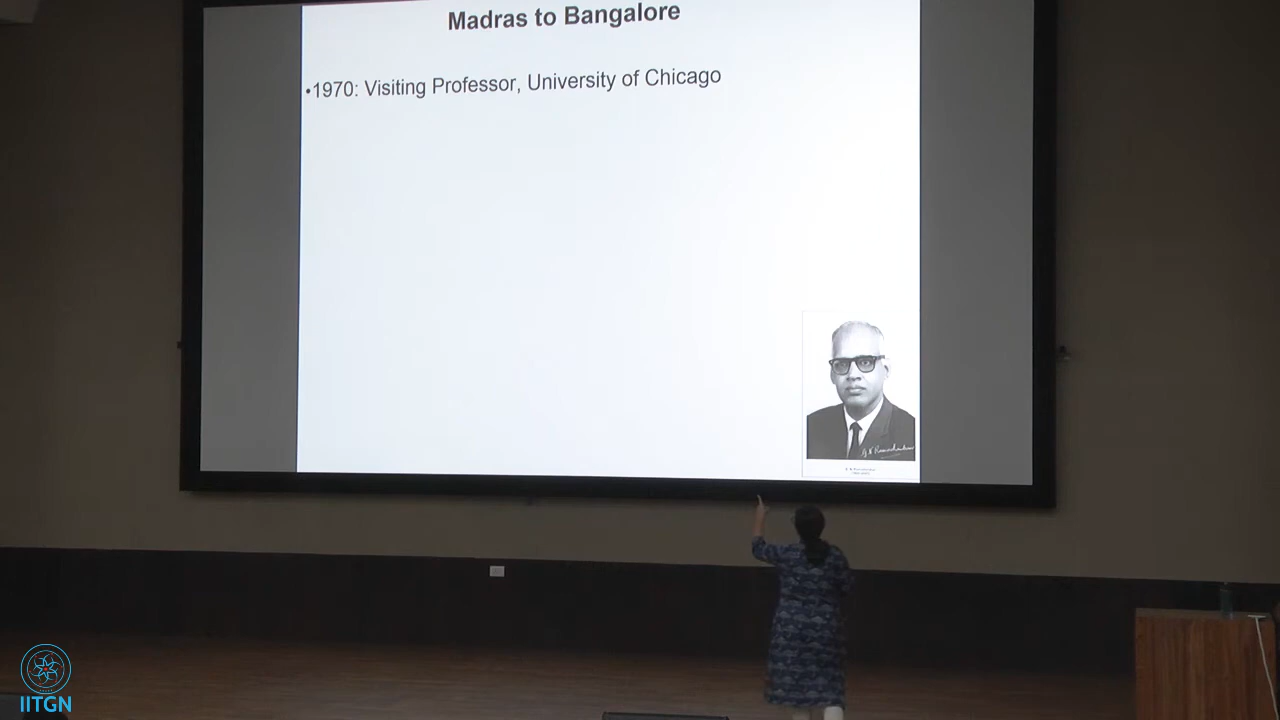 Madras to Bangalore
•1970: Visiting Professor, University of Chicago
IITGN